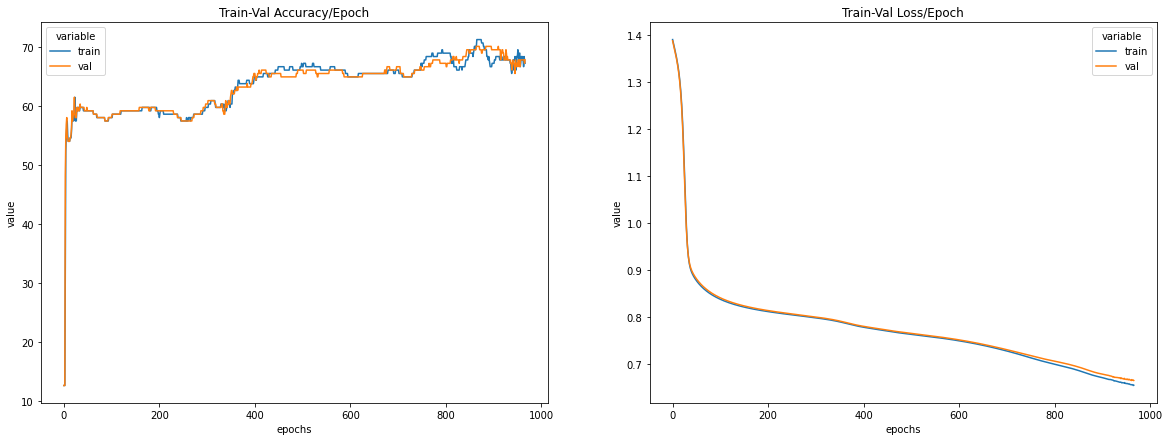 Train-Val Accuracy/Epoch
variable
train
val
value
70
60
50
40
30
20
10
0
200
400
600
800
1000
epochs
Train-Val Loss/Epoch
variable
train
val
value
1.4
1.3
1.2
1.1
1.0
0.9
0.8
0.7
0
200
400
600
800
1000
epochs